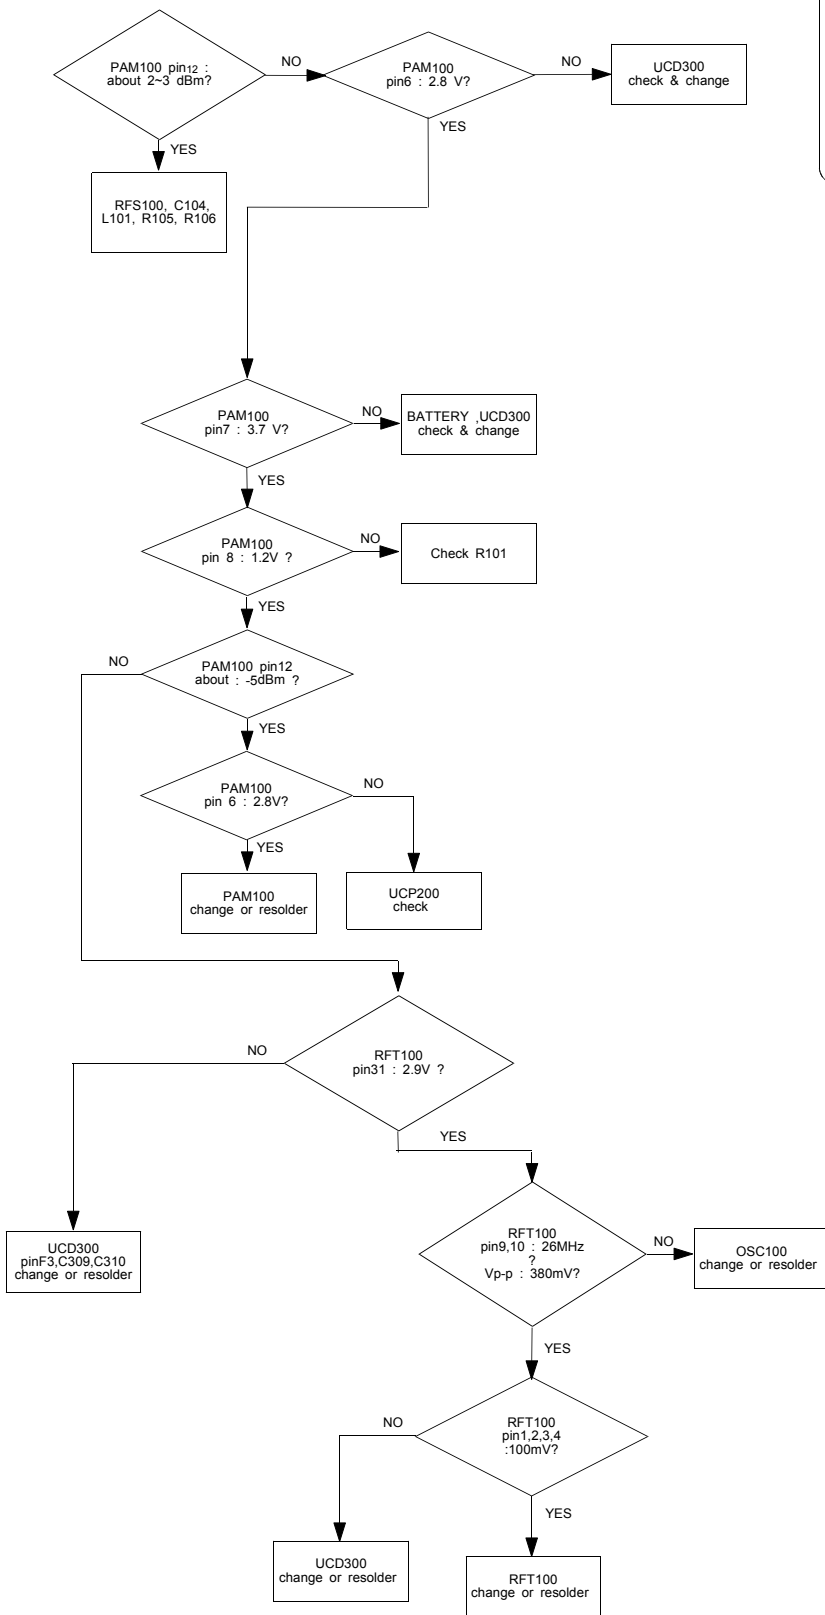 PAM100 pin12 :
about 2~3 dBm?
NO
PAM100
pin6 : 2.8 V?
NO
UCD300
check & change
YES
YES
RFS100, C104,
L101, R105, R106
PAM100
pin7 : 3.7 V?
NO
BATTERY ,UCD300
check & change
YES
PAM100
pin 8 : 1.2V ?
NO
Check R101
YES
NO
PAM100 pin12
about : -5dBm ?
YES
PAM100
pin 6 : 2.8V?
NO
YES
PAM100
change or resolder
UCP200
check
RFT100
pin31 : 2.9V ?
NO
YES
UCD300
pinF3,C309,C310
change or resolder
RFT100
pin9,10 : 26MHz
?
Vp-p : 380mV?
NO
OSC100
change or resolder
YES
NO
RFT100
pin1,2,3,4
:100mV?
YES
UCD300
change or resolder
RFT100
change or resolder